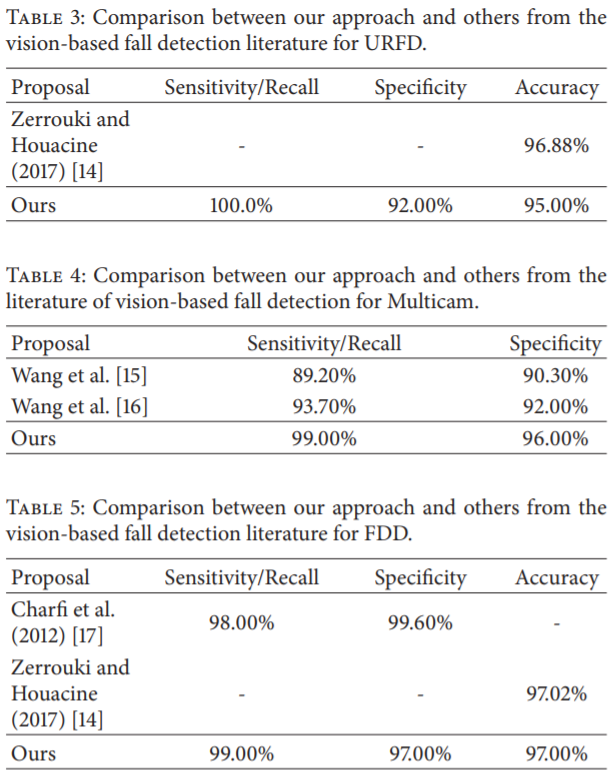 TABLE 3: Comparison between our approach and others from the
vision-based fall detection literature for URFD.
Proposal Sensitivity/Recall Specificity Accuracy
Zerrouki and
Houacine
(2017) [14] - - 96.88%
Ours 100.0% 92.00% 95.00%
TABLE 4: Comparison between our approach and others from the
literature of vision-based fall detection for Multicam.
Proposal Sensitivity/Recall Specificity
Wang et al. [15] 89.20% 90.30%
Wang et al. [16] 93.70% 92.00%
Ours 99.00% 96.00%
TABLE 5: Comparison between our approach and others from the
vision-based fall detection literature for FDD.
Proposal Sensitivity/Recall Specificity Accuracy
Charfi et al.
(2012) [17] 98.00% 99.60% -
Zerrouki and
Houacine
(2017) [14] - - 97.02%
Ours 99.00% 97.00% 97.00%